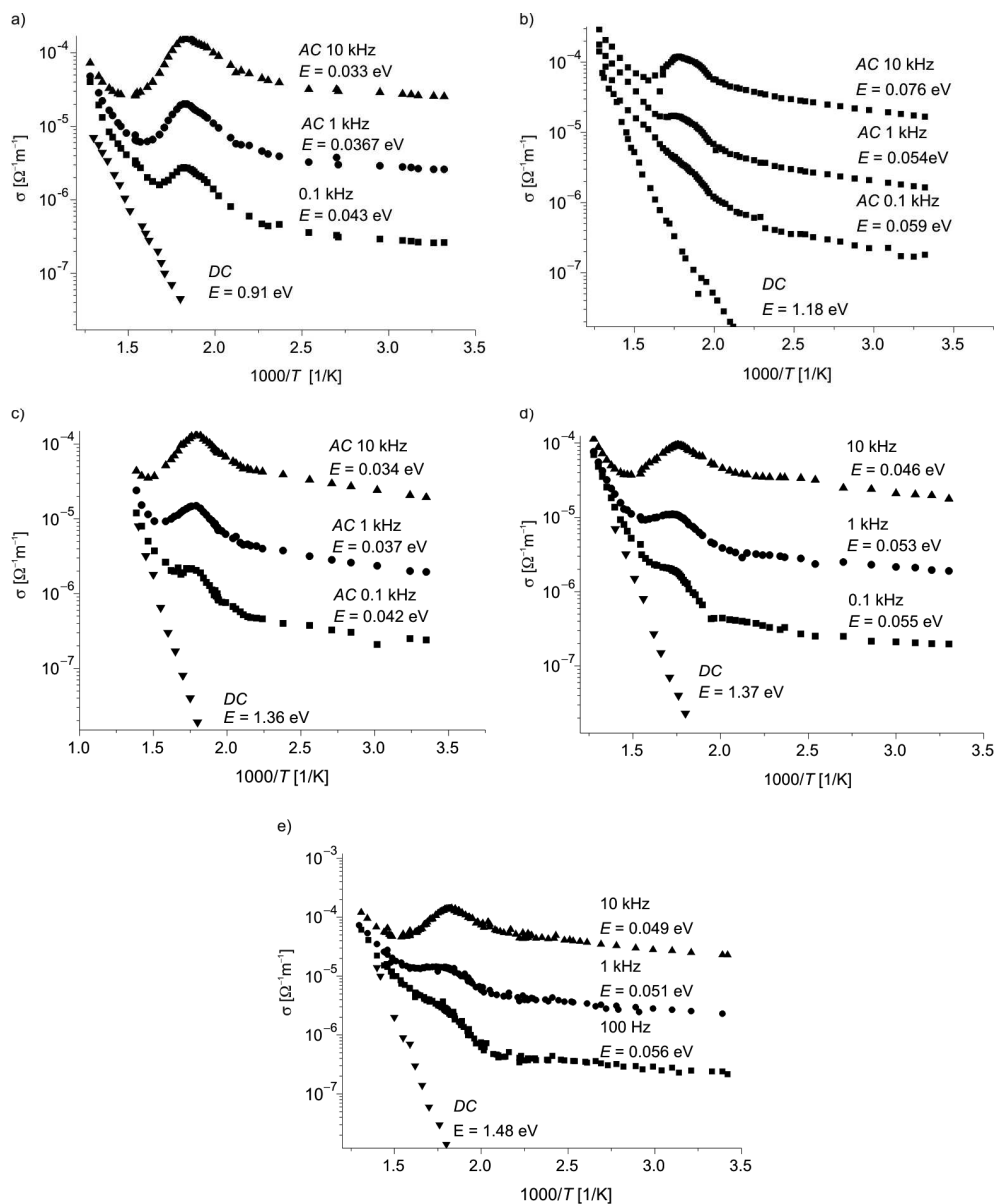 a)
AC 10 kHz
E = 0.033 eV
AC 1 kHz
E = 0.0367 eV
0.1 kHz
E = 0.043 eV
DC
E = 0.91 eV
σ [Ω⁻¹m⁻¹]
10⁻⁴
10⁻⁵
10⁻⁶
10⁻⁷
1.5 2.0 2.5 3.0 3.5
1000/T [1/K]
b)
AC 10 kHz
E = 0.076 eV
AC 1 kHz
E = 0.054eV
AC 0.1 kHz
E = 0.059 eV
DC
E = 1.18 eV
σ [Ω⁻¹m⁻¹]
10⁻⁴
10⁻⁵
10⁻⁶
10⁻⁷
1.5 2.0 2.5 3.0 3.5
1000/T [1/K]
c)
AC 10 kHz
E = 0.034 eV
AC 1 kHz
E = 0.037 eV
AC 0.1 kHz
E = 0.042 eV
DC
E = 1.36 eV
σ [Ω⁻¹m⁻¹]
10⁻⁴
10⁻⁵
10⁻⁶
10⁻⁷
1.0 1.5 2.0 2.5 3.0 3.5
1000/T [1/K]
d)
10 kHz
E = 0.046 eV
1 kHz
E = 0.053 eV
0.1 kHz
E = 0.055 eV
DC
E = 1.37 eV
σ [Ω⁻¹m⁻¹]
10⁻⁴
10⁻⁵
10⁻⁶
10⁻⁷
1.5 2.0 2.5 3.0 3.5
1000/T [1/K]
e)
10 kHz
E = 0.049 eV
1 kHz
E = 0.051 eV
100 Hz
E = 0.056 eV
DC
E = 1.48 eV
σ [Ω⁻¹m⁻¹]
10⁻³
10⁻⁴
10⁻⁵
10⁻⁶
10⁻⁷
1.5 2.0 2.5 3.0 3.5
1000/T [1/K]